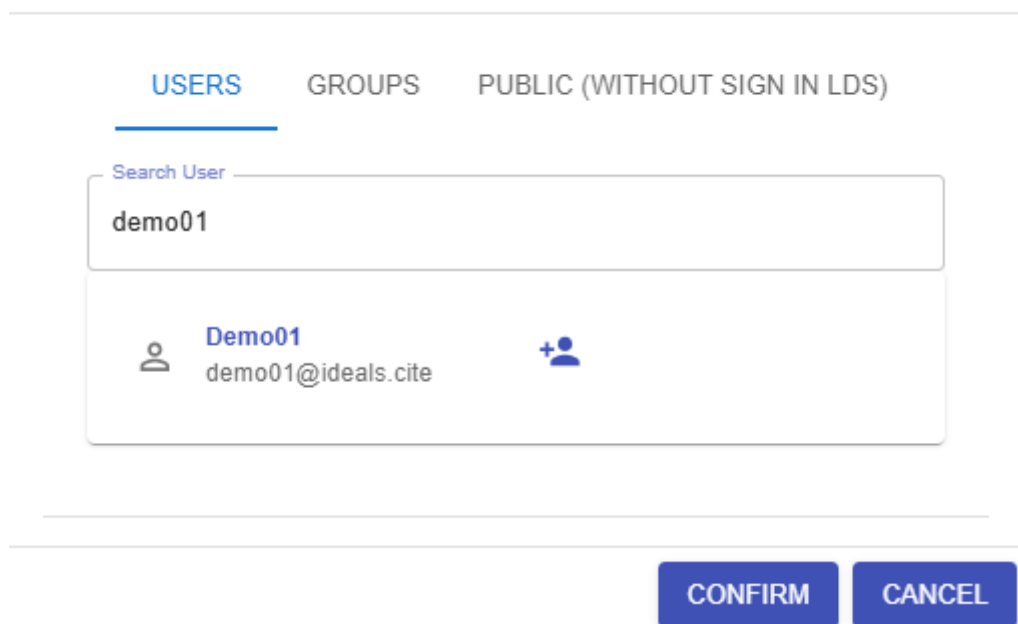 USERS GROUPS PUBLIC (WITHOUT SIGN IN LDS)
Search User
demo01
Demo01
demo01@ideals.cite
CONFIRM CANCEL